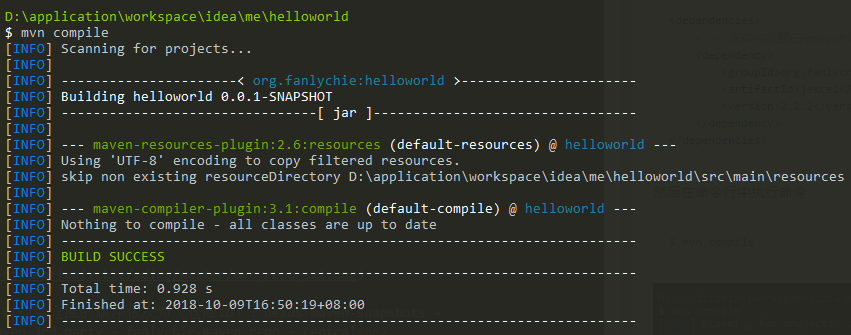 D:\application\workspace\idea\me\helloworld
$ mvn compile
[INFO] Scanning for projects...
[INFO]
[INFO] ----------------------< org.fanlychie:helloworld >----------------------
[INFO] Building helloworld 0.0.1-SNAPSHOT
[INFO] --------------------------------[ jar ]---------------------------------
[INFO]
[INFO] --- maven-resources-plugin:2.6:resources (default-resources) @ helloworld ---
[INFO] Using 'UTF-8' encoding to copy filtered resources.
[INFO] skip non existing resourceDirectory D:\application\workspace\idea\me\helloworld\src\main\resources
[INFO]
[INFO] --- maven-compiler-plugin:3.1:compile (default-compile) @ helloworld ---
[INFO] Nothing to compile - all classes are up to date
[INFO] ------------------------------------------------------------------------
[INFO] BUILD SUCCESS
[INFO] ------------------------------------------------------------------------
[INFO] Total time: 0.928 s
[INFO] Finished at: 2018-10-09T16:50:19+08:00
[INFO] ------------------------------------------------------------------------